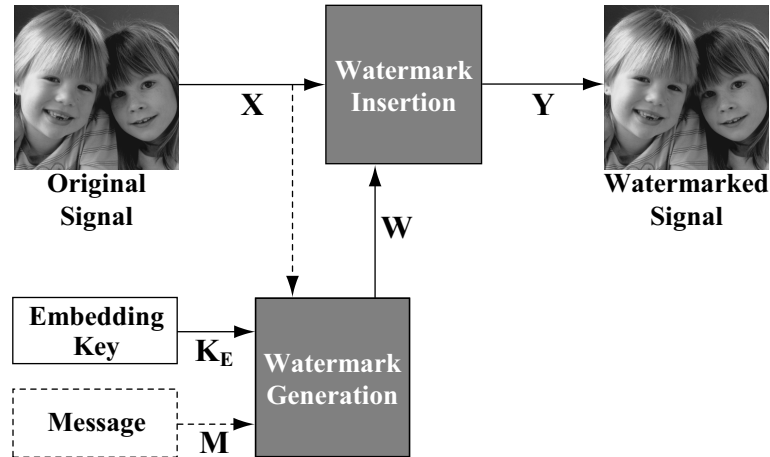 Watermark
Insertion
X
Y
Original
Signal
Watermarked
Signal
W
Embedding
Key
K_E
Watermark
Generation
Message
M